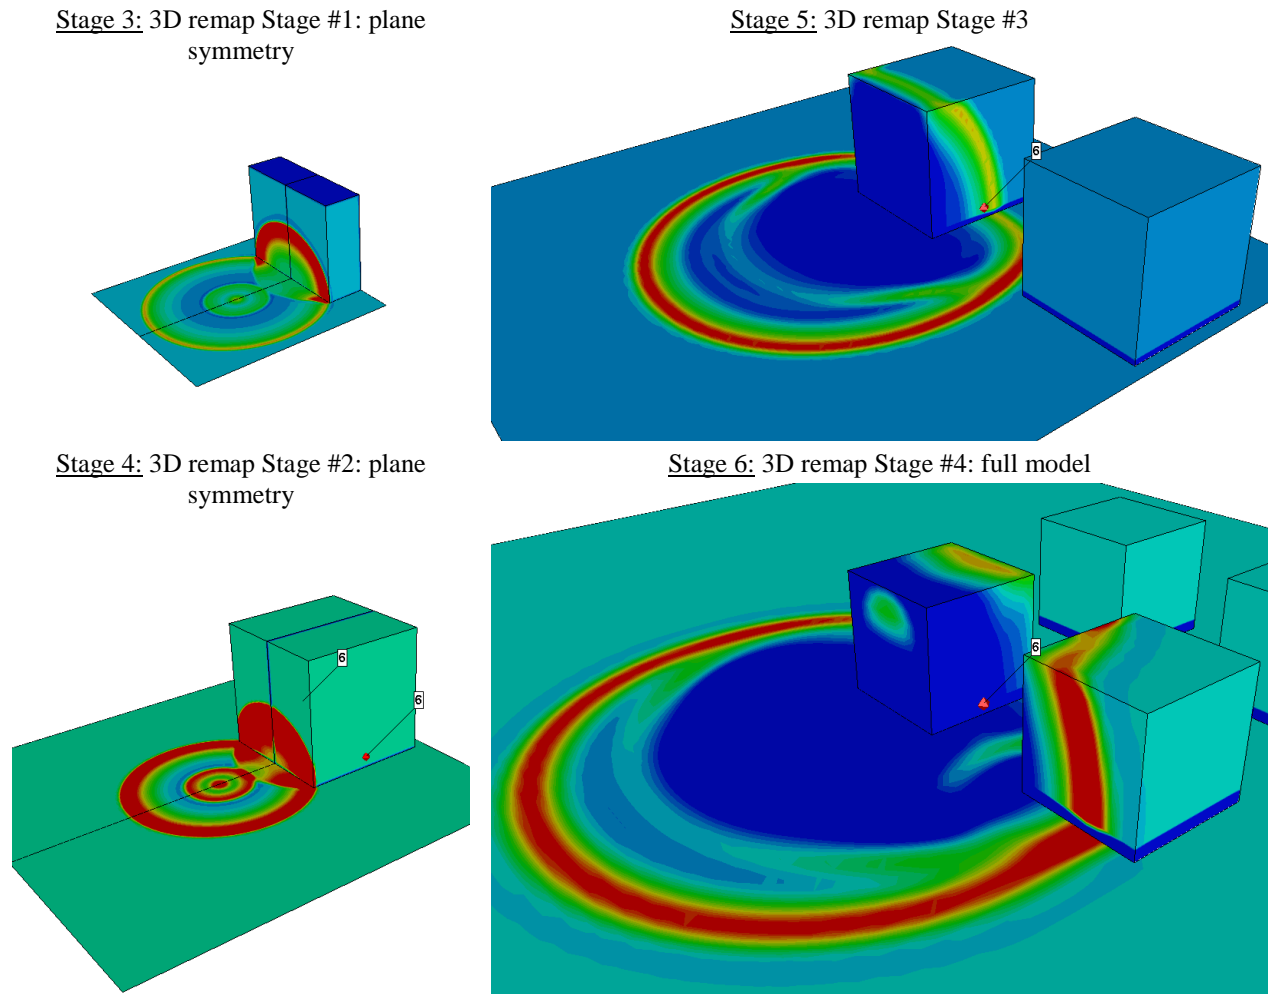 Stage 3: 3D remap Stage #1: plane
symmetry
Stage 5: 3D remap Stage #3
6
Stage 4: 3D remap Stage #2: plane
symmetry
6
6
Stage 6: 3D remap Stage #4: full model
6